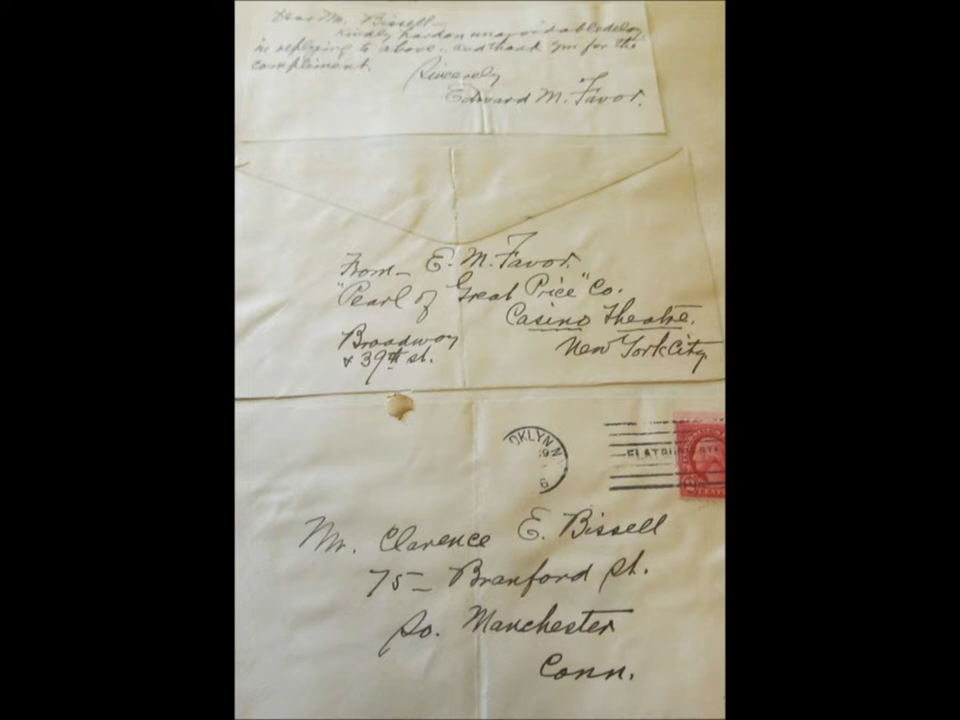 Dear Mr. Bissell—
Kindly pardon unavoidable delay
in replying to above.. and thank you for the
compliment.
Sincerely
Edward M. Favor.
From— E. M. Favor.
"Pearl of Great Price" Co.
Casino Theatre.
Broadway
& 39th st.
New York City
OKLYN N
19
6
CENTS
Mr. Clarence E. Bissell
75— Branford st.
So. Manchester
Conn.